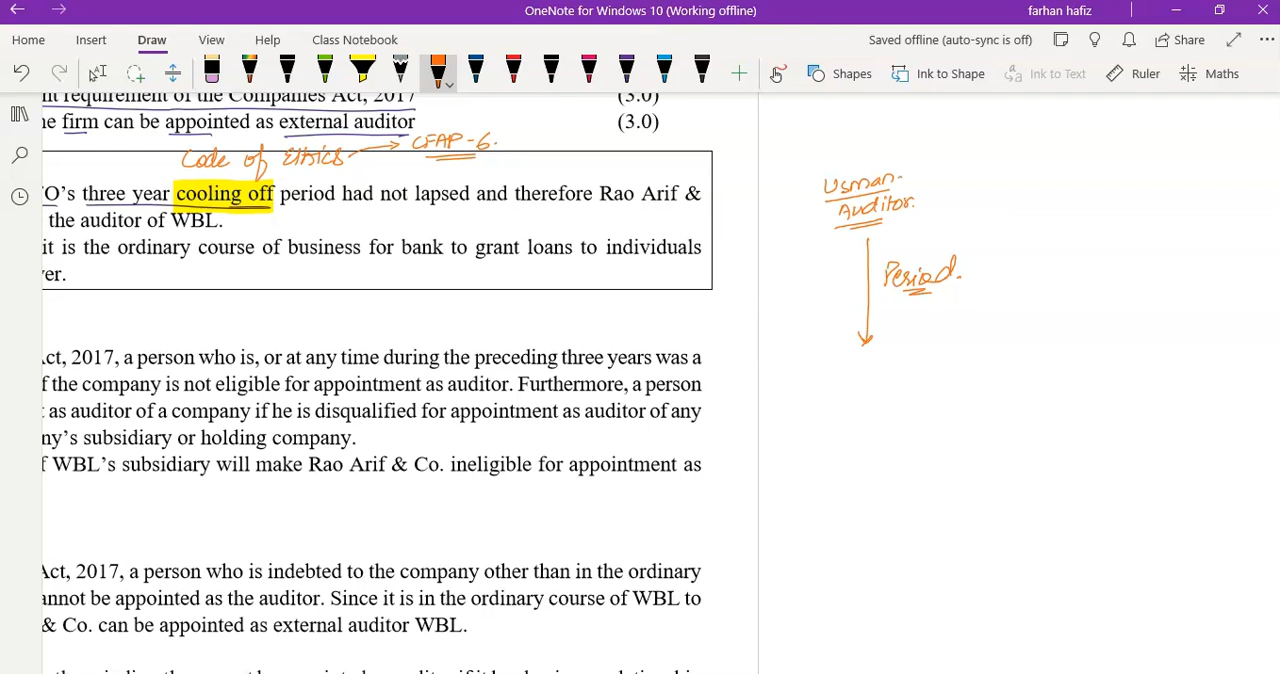 OneNote for Windows 10 (Working offline)
farhan hafiz
Home Insert Draw View Help Class Notebook
Saved offline (auto-sync is off)
Share
Shapes
Ink to Shape
Ink to Text
Ruler
Maths
nt requirement of the Companies Act, 2017 (3.0)
ne firm can be appointed as external auditor (3.0)
Code of Ethics → CFAP-6.
O's three year cooling off period had not lapsed and therefore Rao Arif &
the auditor of WBL.
it is the ordinary course of business for bank to grant loans to individuals
ver.
Act, 2017, a person who is, or at any time during the preceding three years was a
f the company is not eligible for appointment as auditor. Furthermore, a person
t as auditor of a company if he is disqualified for appointment as auditor of any
ny's subsidiary or holding company.
f WBL's subsidiary will make Rao Arif & Co. ineligible for appointment as
Act, 2017, a person who is indebted to the company other than in the ordinary
annot be appointed as the auditor. Since it is in the ordinary course of WBL to
& Co. can be appointed as external auditor WBL.
Usman.
Auditor.
Period.